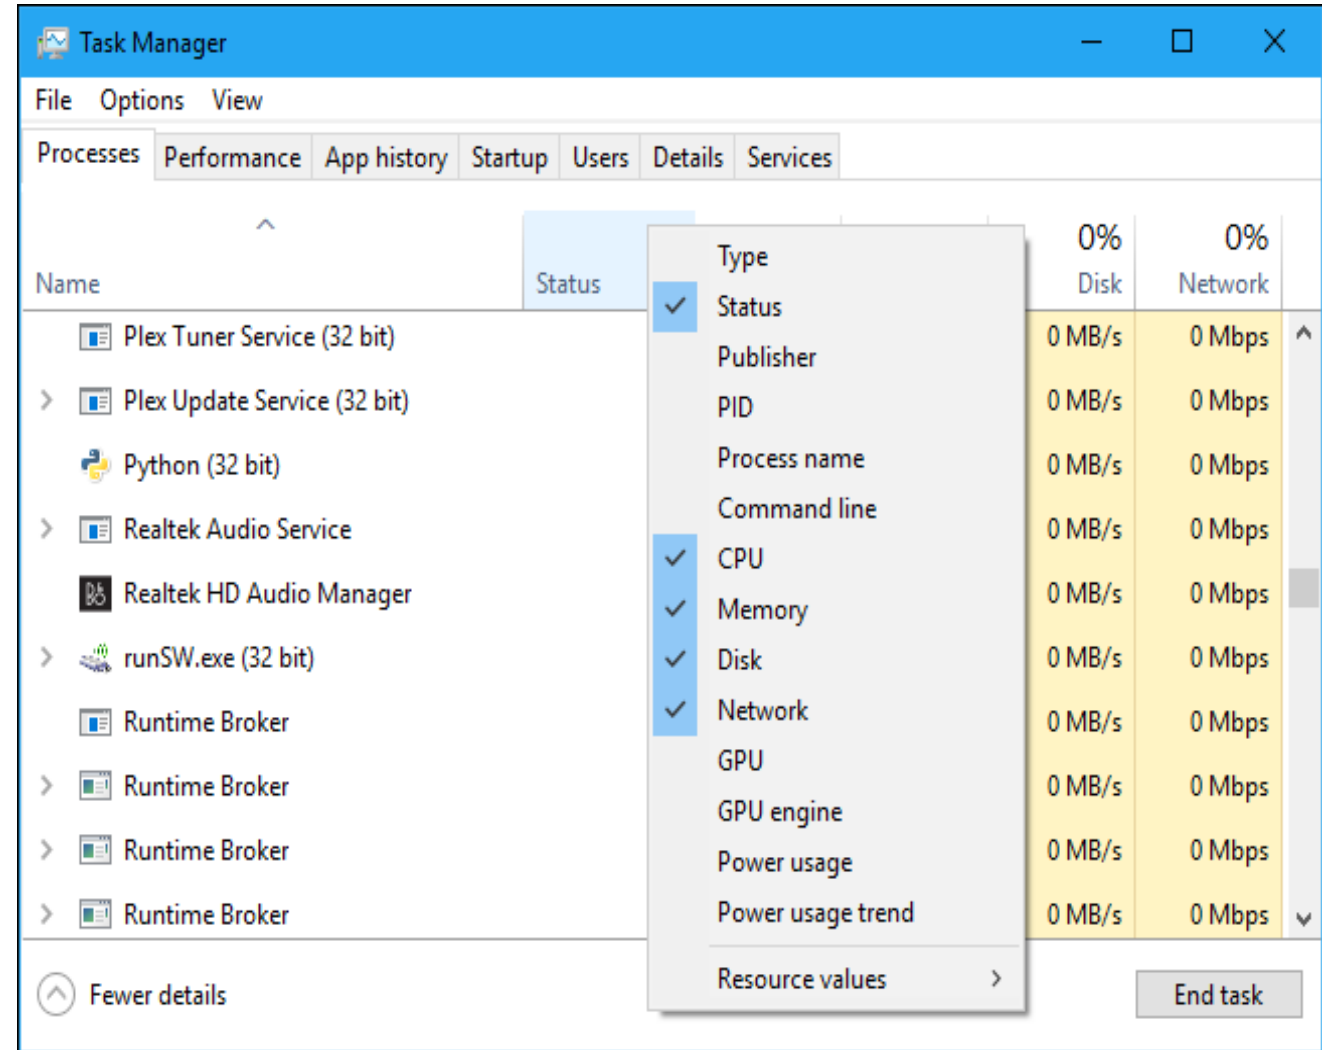 Task Manager
File Options View
Processes Performance App history Startup Users Details Services
0% 0%
Name Status Disk Network
Plex Tuner Service (32 bit) 0 MB/s 0 Mbps
Plex Update Service (32 bit) 0 MB/s 0 Mbps
Python (32 bit) 0 MB/s 0 Mbps
Realtek Audio Service 0 MB/s 0 Mbps
Realtek HD Audio Manager 0 MB/s 0 Mbps
runSW.exe (32 bit) 0 MB/s 0 Mbps
Runtime Broker 0 MB/s 0 Mbps
Runtime Broker 0 MB/s 0 Mbps
Runtime Broker 0 MB/s 0 Mbps
Runtime Broker 0 MB/s 0 Mbps
Type
Status
Publisher
PID
Process name
Command line
CPU
Memory
Disk
Network
GPU
GPU engine
Power usage
Power usage trend
Resource values
Fewer details End task